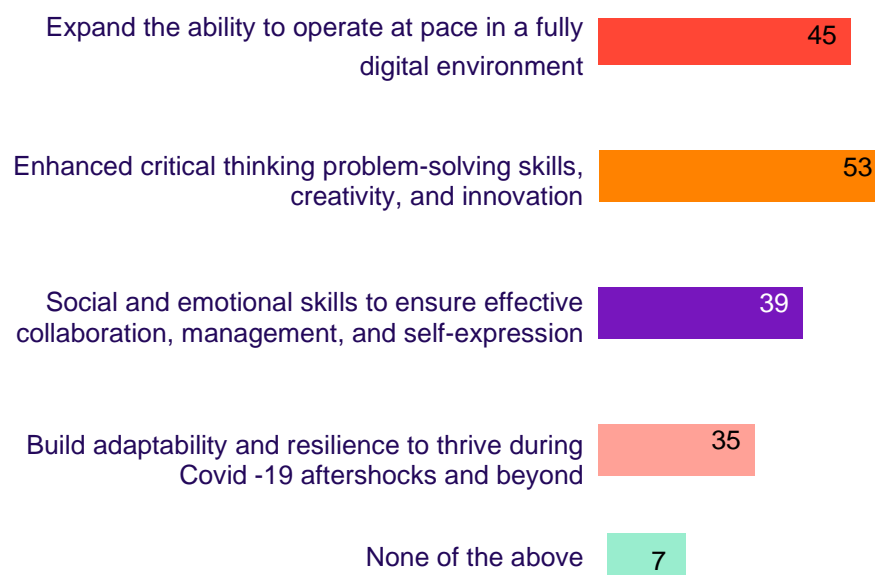 Expand the ability to operate at pace in a fully
digital environment
45
Enhanced critical thinking problem-solving skills,
creativity, and innovation
53
Social and emotional skills to ensure effective
collaboration, management, and self-expression
39
Build adaptability and resilience to thrive during
Covid -19 aftershocks and beyond
35
None of the above
7